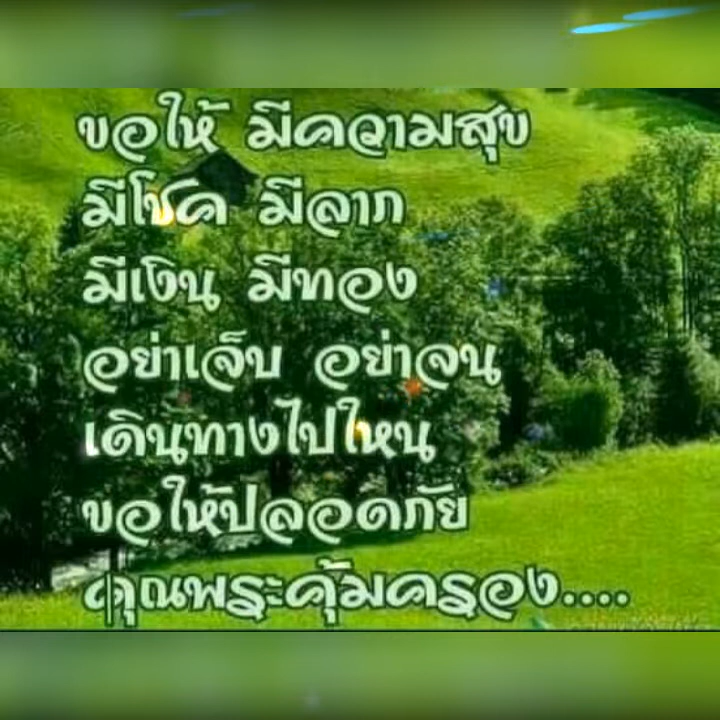 ขอให้ มีความสุข
มีโชค มีลาภ
มีเงิน มีทอง
อย่าเจ็บ อย่าจน
เดินทางไปใหน
ขอให้ปลอดภัย
คุณพระคุ้มครอง....